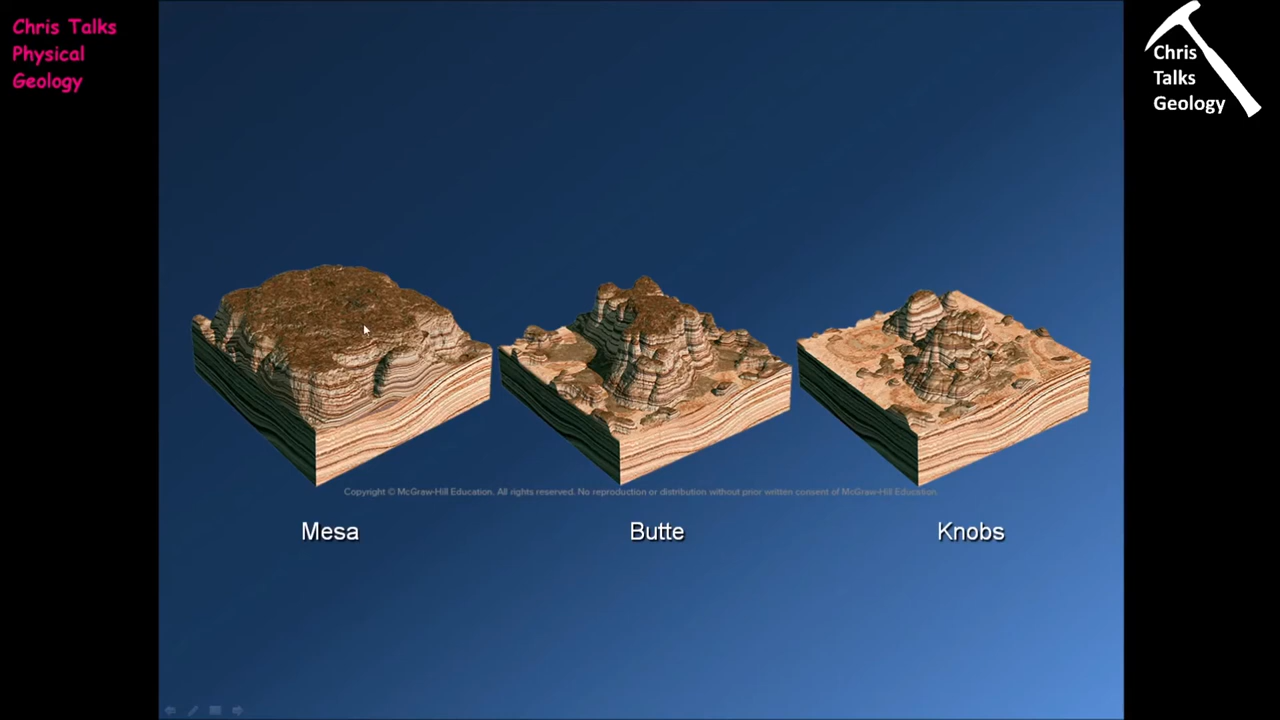 Chris Talks
Physical
Geology
Chris
Talks
Geology
Copyright © McGraw-Hill Education. All rights reserved. No reproduction or distribution without prior written consent of McGraw-Hill Education.
Mesa
Butte
Knobs